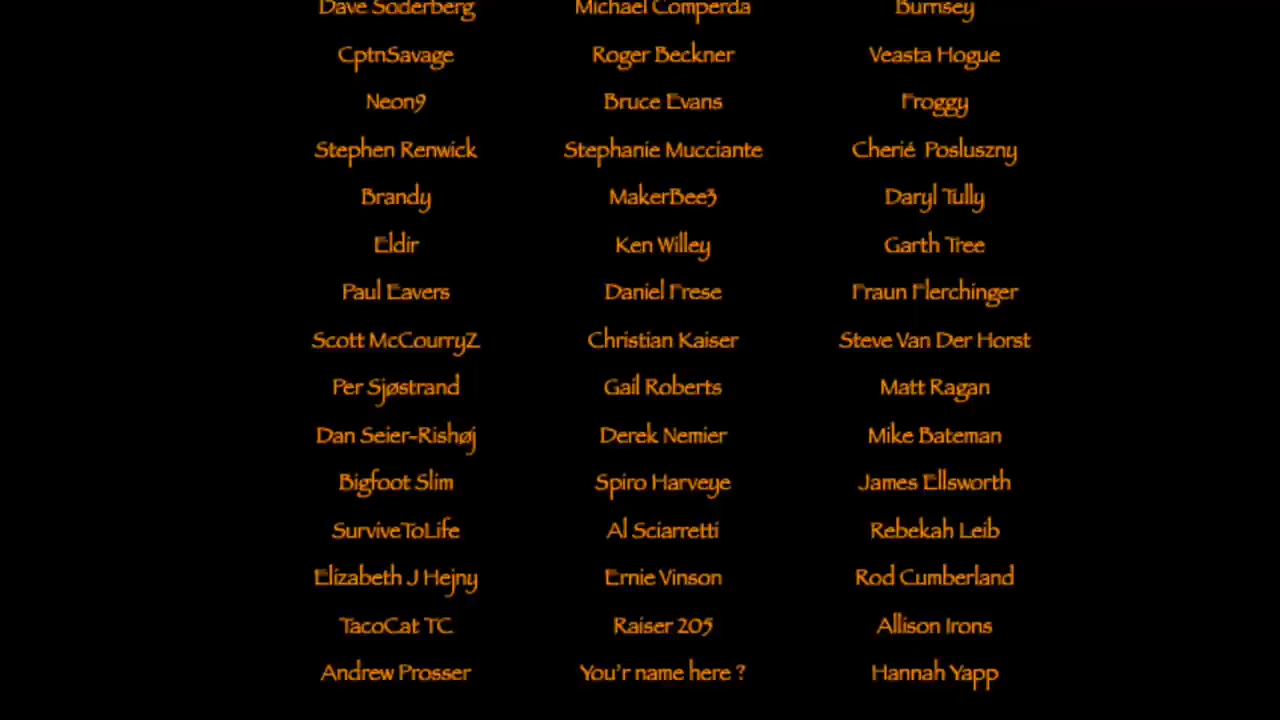 Dave Soderberg Michael Comperda Burnsey
CptnSavage Roger Beckner Veasta Hogue
Neon9 Bruce Evans Froggy
Stephen Renwick Stephanie Mucciante Cherié Posluszny
Brandy MakerBee3 Daryl Tully
Eldir Ken Willey Garth Tree
Paul Eavers Daniel Frese Fraun Flerchinger
Scott McCourryZ Christian Kaiser Steve Van Der Horst
Per Sjøstrand Gail Roberts Matt Ragan
Dan Seier-Rishøj Derek Nemier Mike Bateman
Bigfoot Slim Spiro Harveye James Ellsworth
SurviveToLife Al Sciarretti Rebekah Leib
Elizabeth J Hejny Ernie Vinson Rod Cumberland
TacoCat TC Raiser 205 Allison Irons
Andrew Prosser You'r name here ? Hannah Yapp